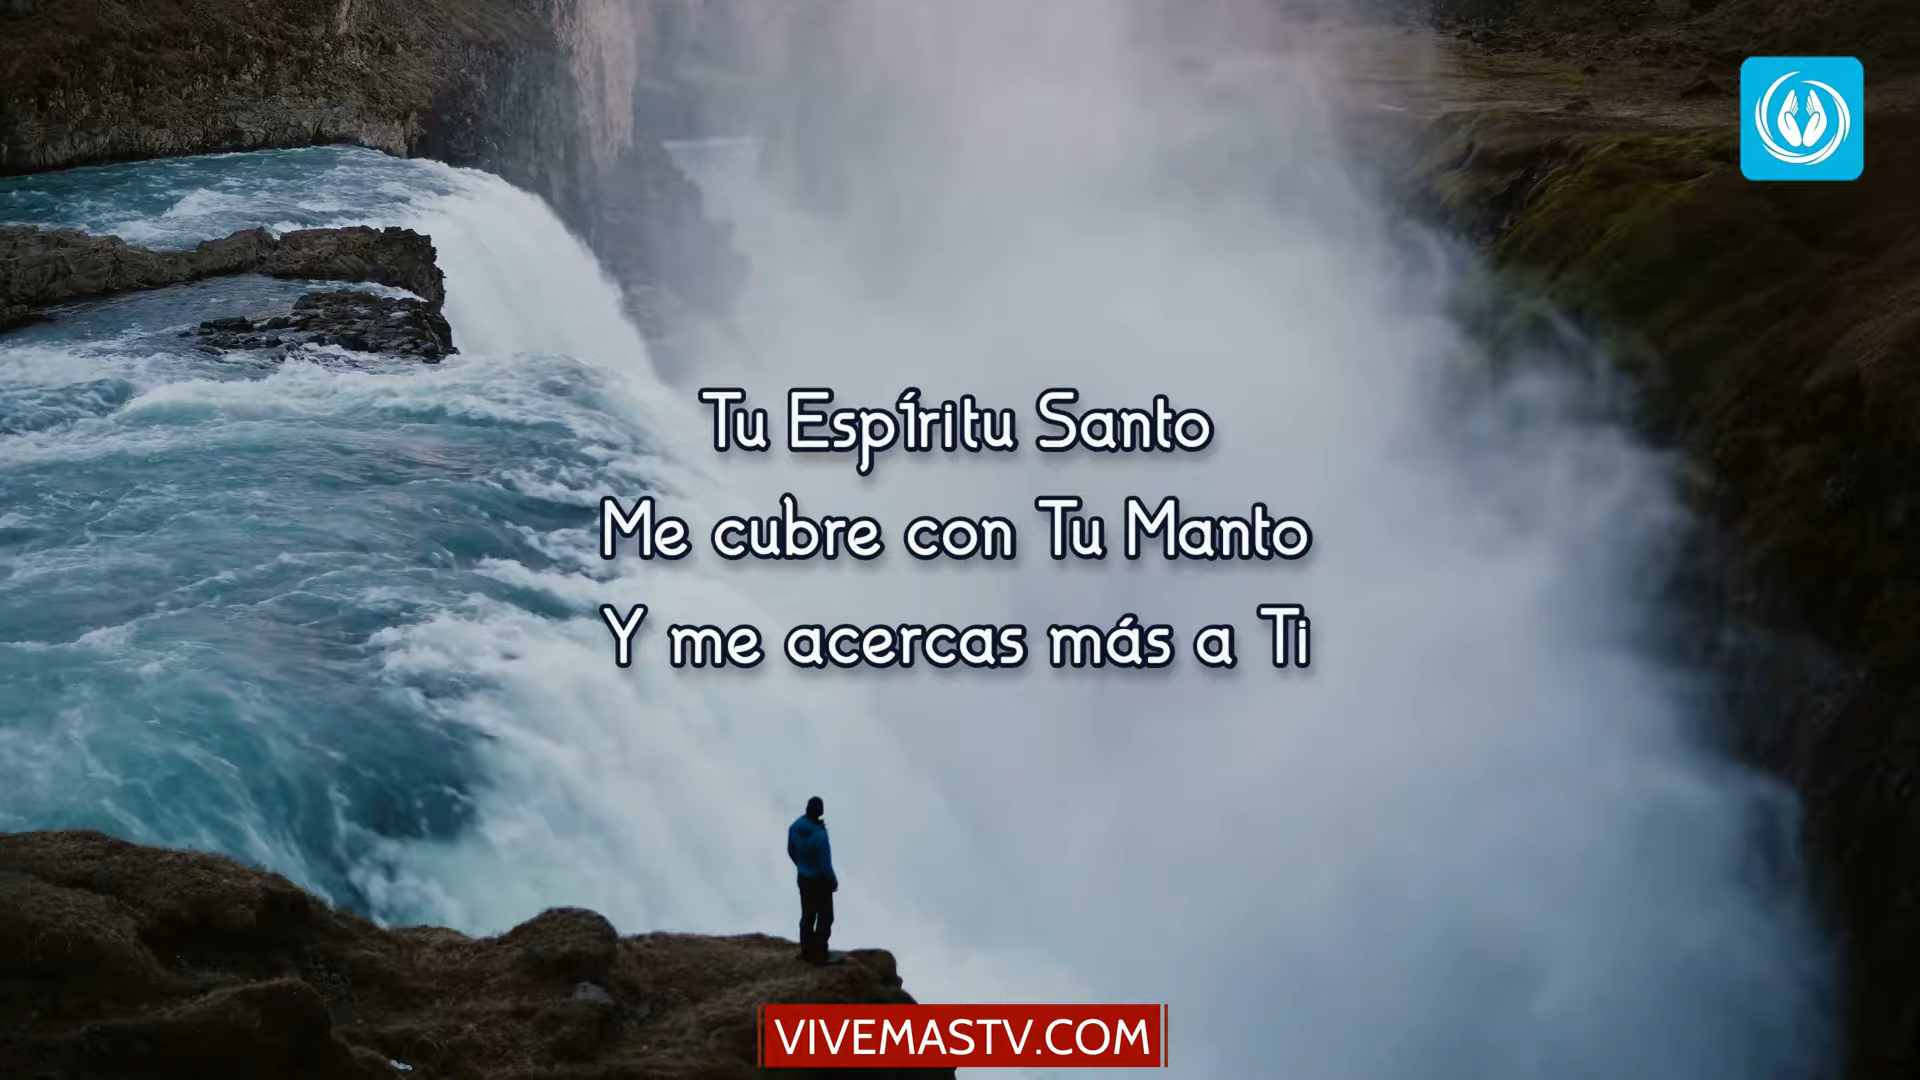 Tu Espíritu Santo
Me cubre con Tu Manto
Y me acercas más a Ti
VIVEMASTV.COM